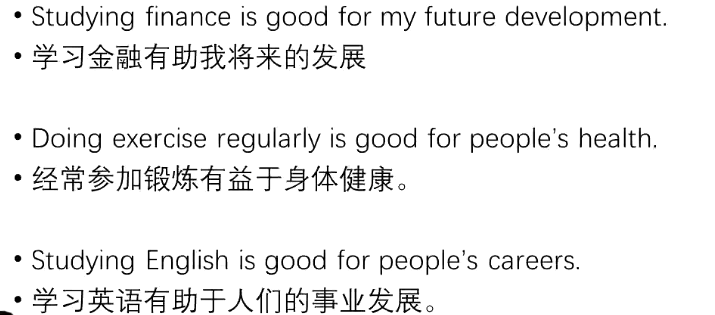 • Studying finance is good for my future development.
• 学习金融有助我将来的发展
• Doing exercise regularly is good for people's health.
• 经常参加锻炼有益于身体健康。
• Studying English is good for people's careers.
• 学习英语有助于人们的事业发展。